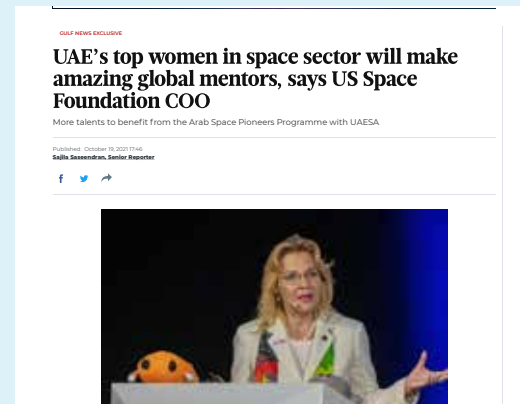 GULF NEWS EXCLUSIVE
UAE's top women in space sector will make
amazing global mentors, says US Space
Foundation COO
More talents to benefit from the Arab Space Pioneers Programme with UAESA
Published: October 19, 2021 17:46
Sajila Saseendran, Senior Reporter